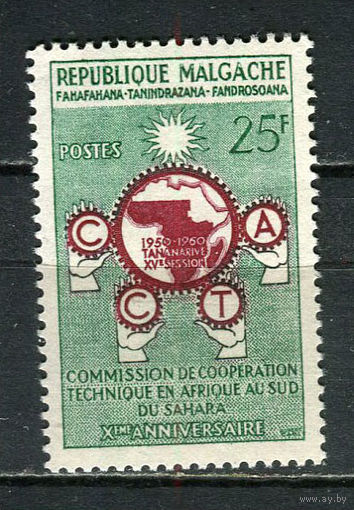 REPUBLIQUE MALGACHE
FAHAFAHANA-TANINDRAZANA-FANDROSOANA
POSTES
25F
C
A
1950-1960
TANANARIVE
XVE SESSION
C
T
COMMISSION DE COOPÉRATION
TECHNIQUE EN AFRIQUE AU SUD
DU SAHARA
XEME ANNIVERSAIRE
www.ay.by